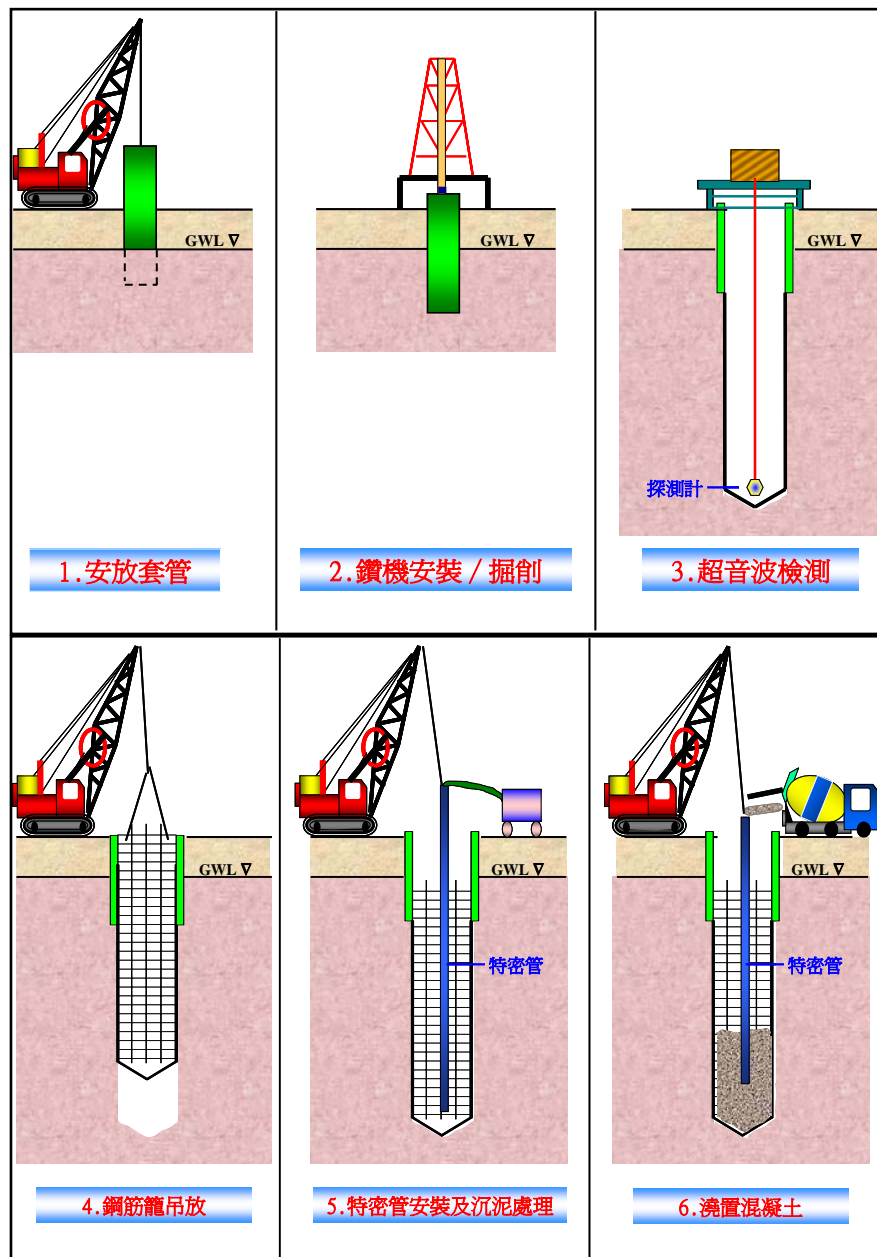 GWL ∇
1.安放套管
GWL ∇
2.鑽機安裝／掘削
GWL ∇
探測計
3.超音波檢測
GWL ∇
4.鋼筋籠吊放
GWL ∇
特密管
5.特密管安裝及沉泥處理
GWL ∇
特密管
6.澆置混凝土